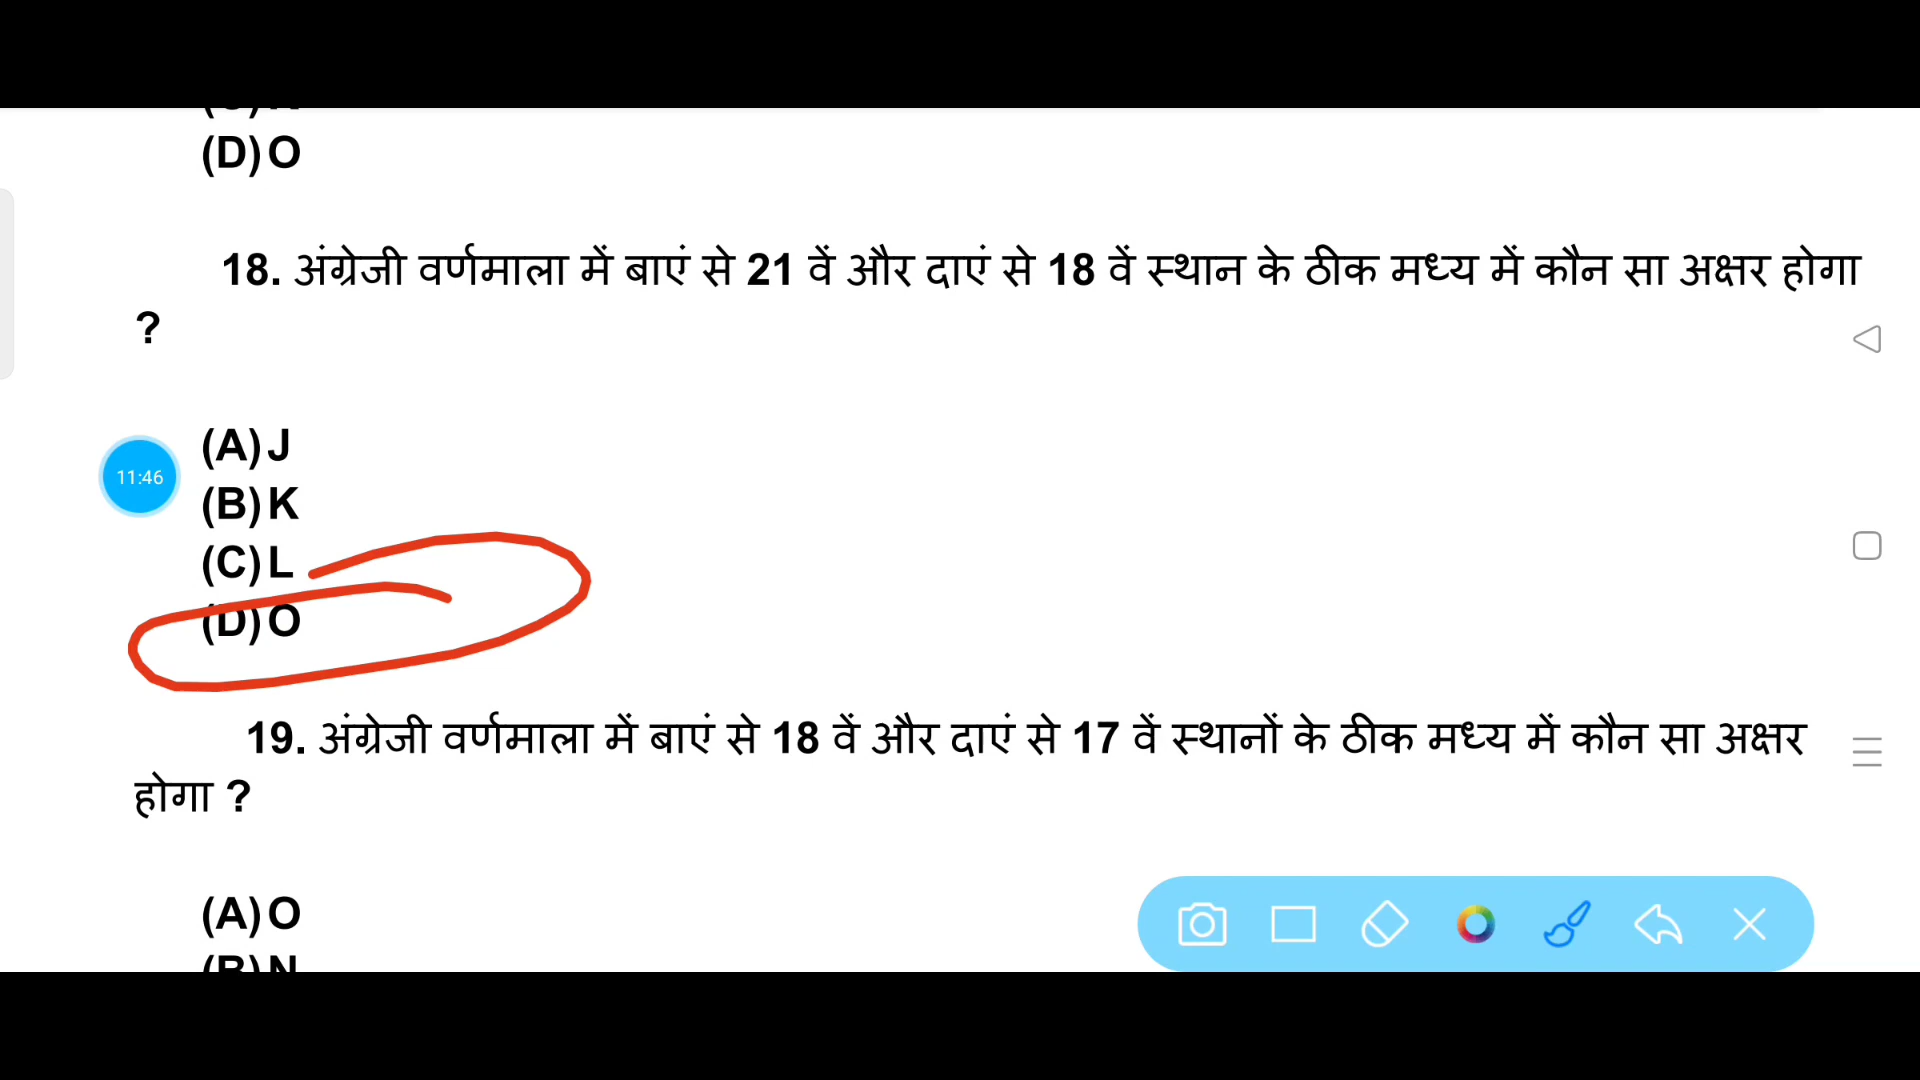 (D) O
18. अंग्रेजी वर्णमाला में बाएं से 21 वें और दाएं से 18 वें स्थान के ठीक मध्य में कौन सा अक्षर होगा
?
(A) J
11:46
(B) K
(C) L
(D) O
19. अंग्रेजी वर्णमाला में बाएं से 18 वें और दाएं से 17 वें स्थानों के ठीक मध्य में कौन सा अक्षर
होगा ?
(A) O
(B) N